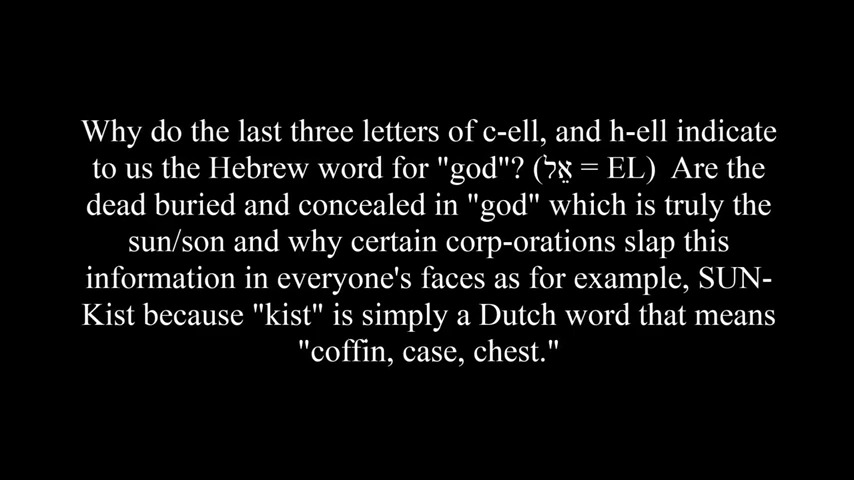 Why do the last three letters of c-ell, and h-ell indicate
to us the Hebrew word for "god"? (אֵל = EL)  Are the
dead buried and concealed in "god" which is truly the
sun/son and why certain corp-orations slap this
information in everyone's faces as for example, SUN-
Kist because "kist" is simply a Dutch word that means
"coffin, case, chest."